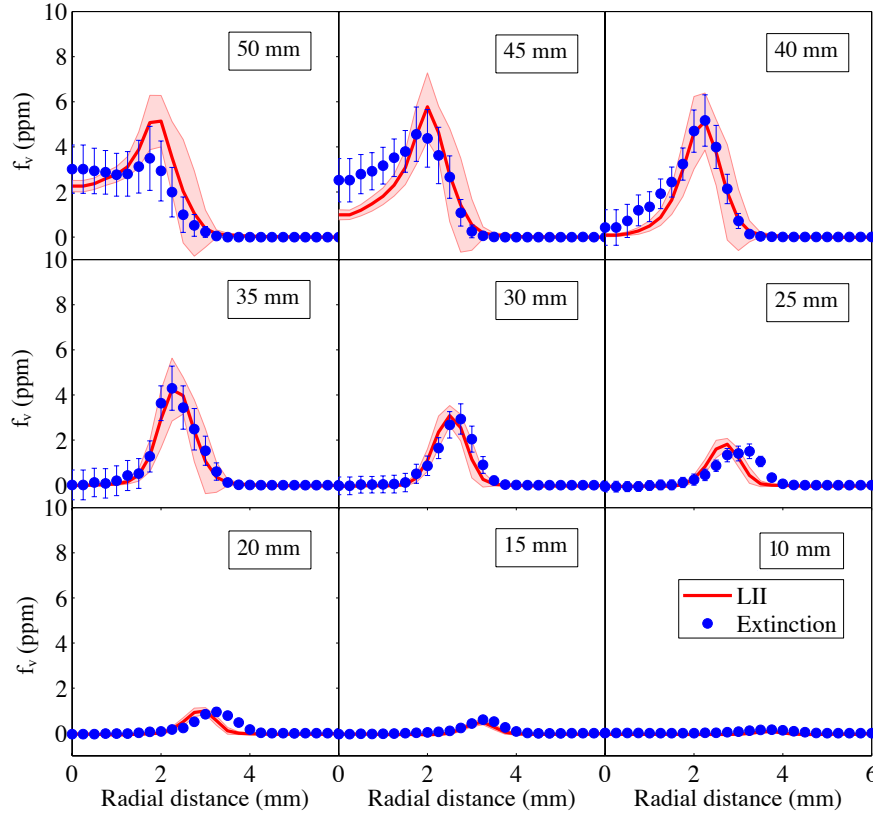 10
8
6
4
2
0
f_v (ppm)
50 mm
45 mm
40 mm
10
8
6
4
2
0
f_v (ppm)
35 mm
30 mm
25 mm
10
8
6
4
2
0
f_v (ppm)
20 mm
15 mm
10 mm
LII
Extinction
0 2 4 0 2 4 0 2 4 6
Radial distance (mm) Radial distance (mm) Radial distance (mm)